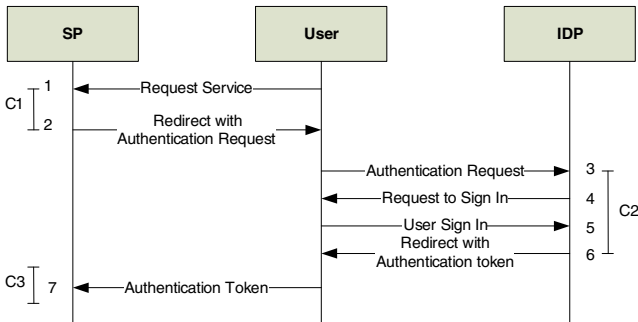 SP
User
IDP
1
Request Service
C1
2
Redirect with
Authentication Request
Authentication Request
3
Request to Sign In
4
C2
User Sign In
5
Redirect with
Authentication token
6
C3
7
Authentication Token